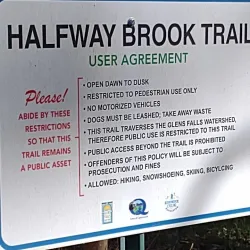 HALFWAY BROOK TRAIL
USER AGREEMENT
Please!
ABIDE BY THESE
RESTRICTIONS
SO THAT THIS
TRAIL REMAINS
A PUBLIC ASSET
• OPEN DAWN TO DUSK
• RESTRICTED TO PEDESTRIAN USE ONLY
• NO MOTORIZED VEHICLES
• DOGS MUST BE LEASHED; TAKE AWAY WASTE
• THIS TRAIL TRAVERSES THE GLENS FALLS WATERSHED,
THEREFORE PUBLIC USE IS RESTRICTED TO THIS TRAIL
• PUBLIC ACCESS BEYOND THE TRAIL IS PROHIBITED
• OFFENDERS OF THIS POLICY WILL BE SUBJECT TO
PROSECUTION AND FINES
• ALLOWED: HIKING, SNOWSHOEING, SKIING, BICYLCING